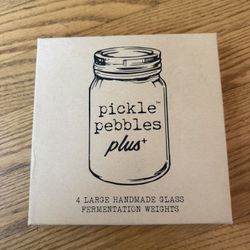 pickle™
pebbles
plus+
4 LARGE HANDMADE GLASS
FERMENTATION WEIGHTS